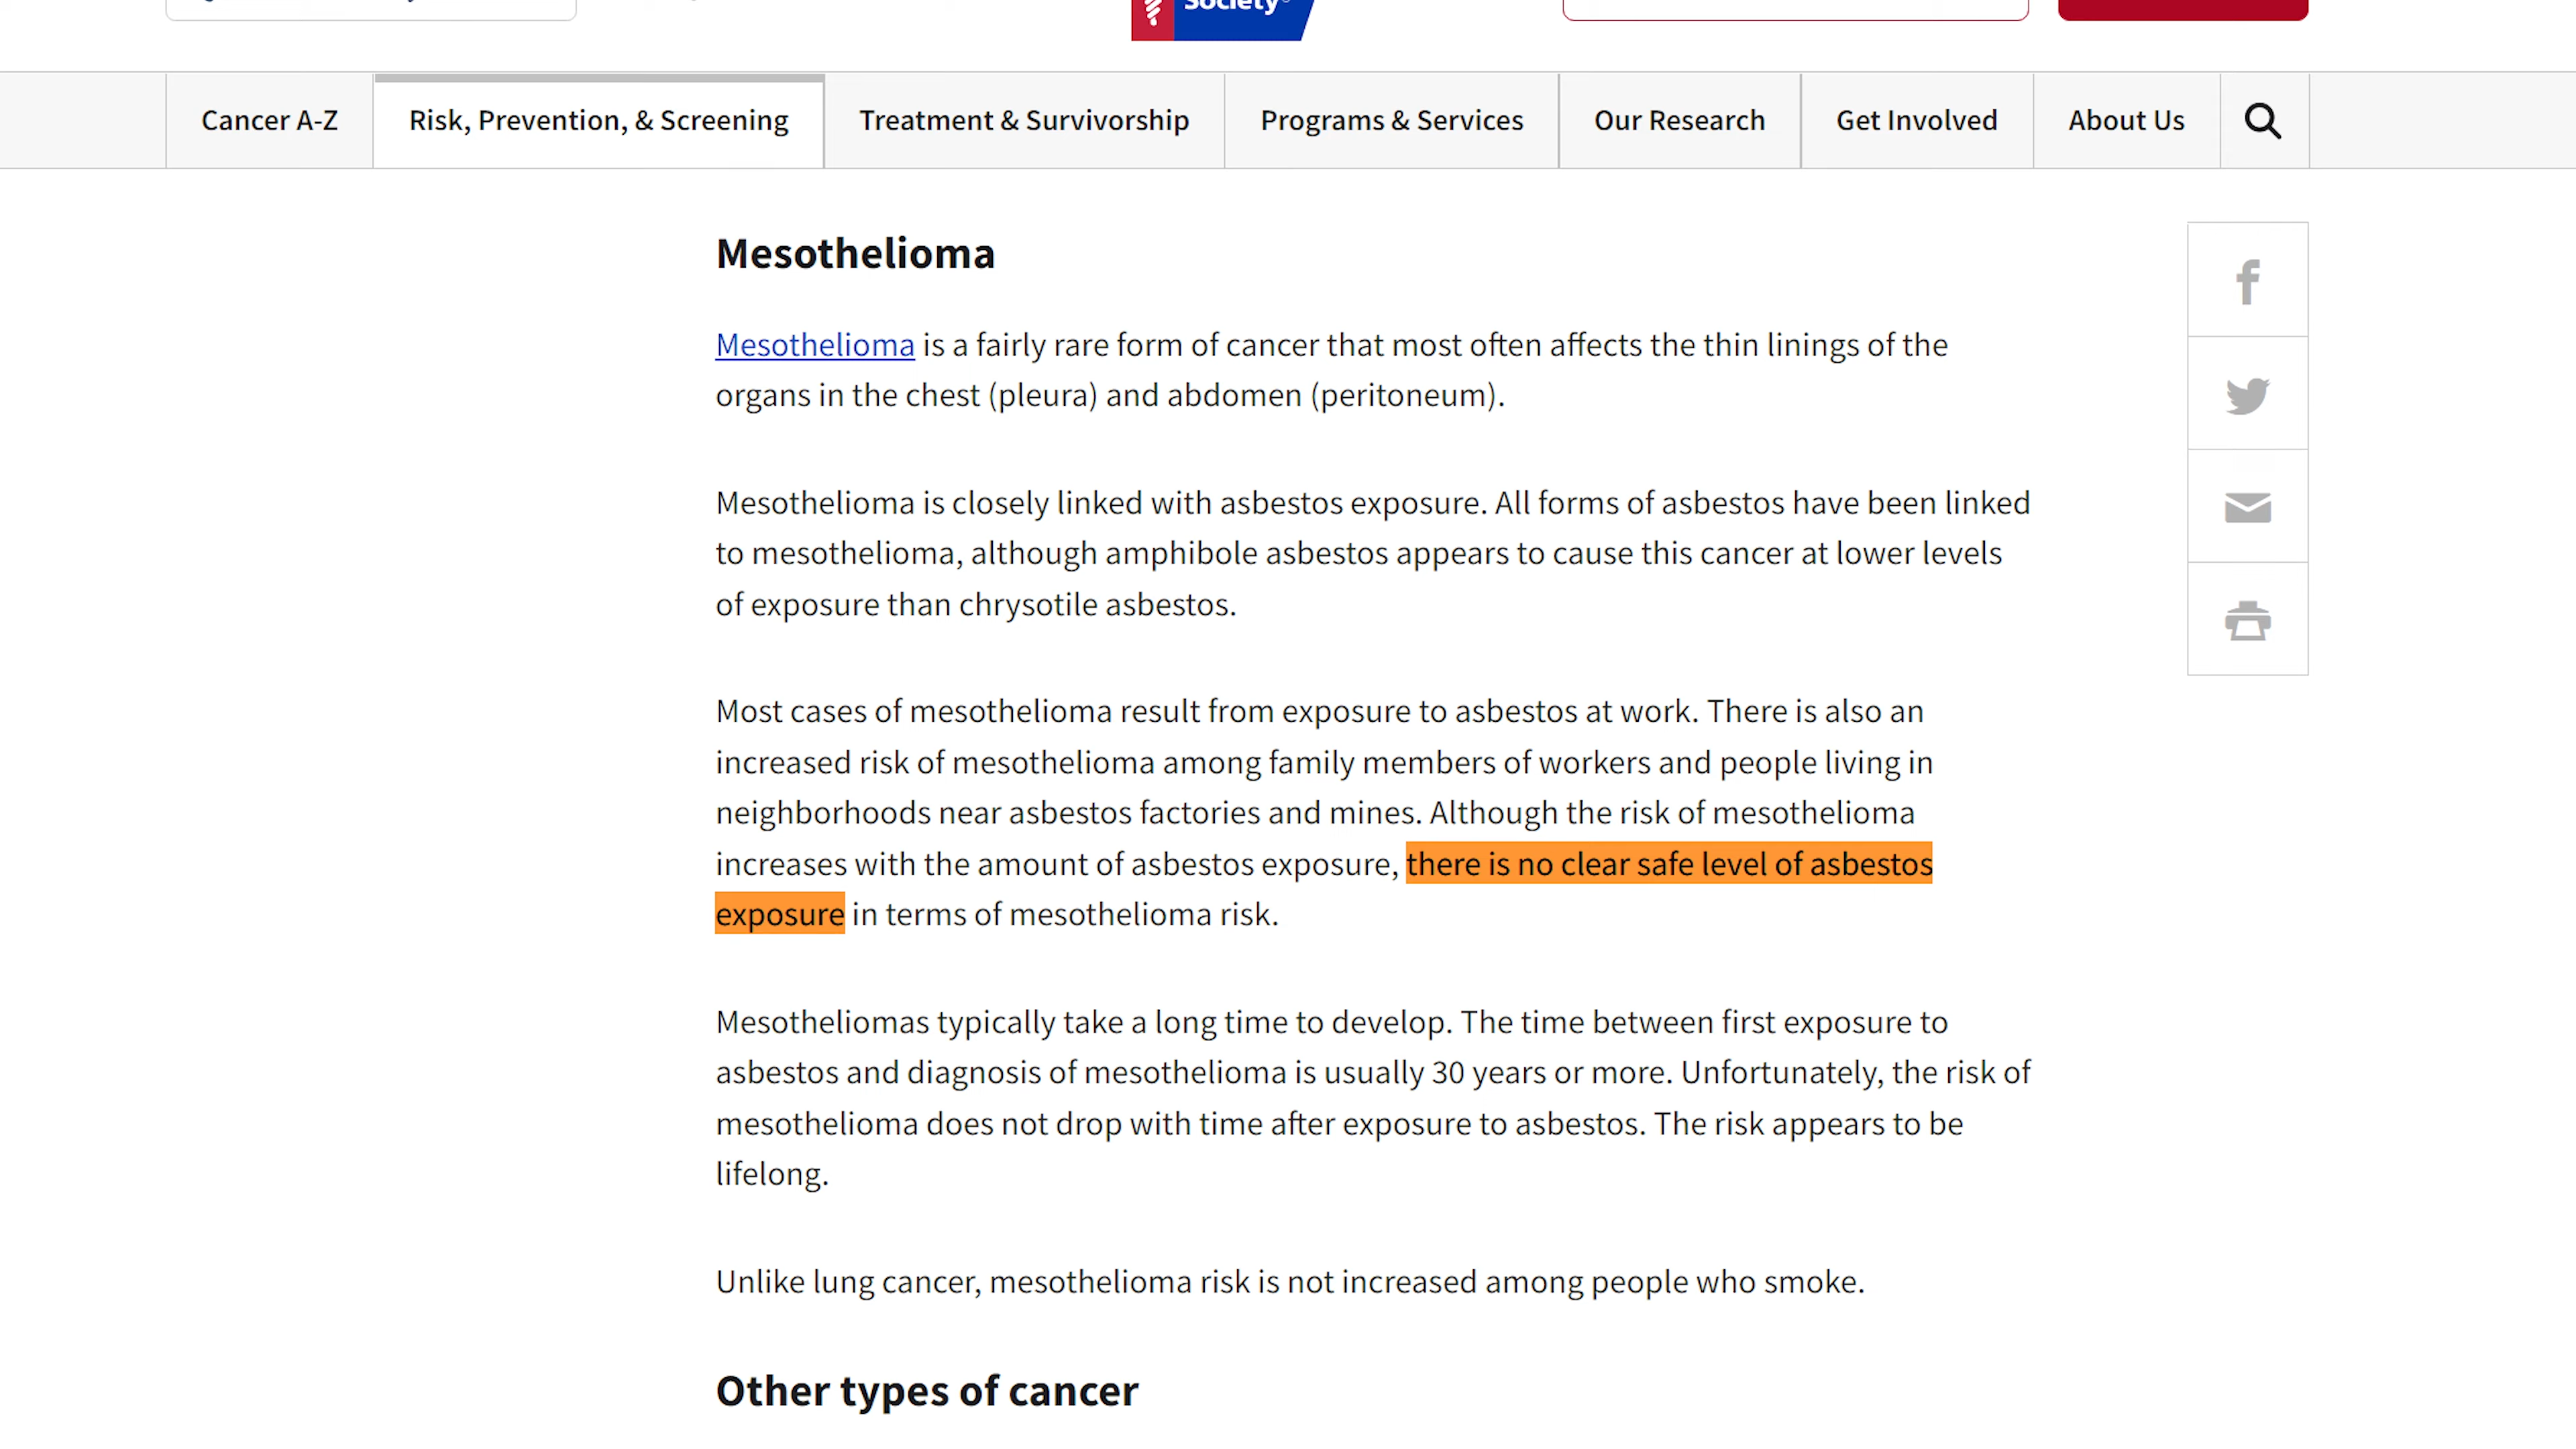 Society
Cancer A-Z
Risk, Prevention, & Screening
Treatment & Survivorship
Programs & Services
Our Research
Get Involved
About Us
Mesothelioma
Mesothelioma is a fairly rare form of cancer that most often affects the thin linings of the
organs in the chest (pleura) and abdomen (peritoneum).
Mesothelioma is closely linked with asbestos exposure. All forms of asbestos have been linked
to mesothelioma, although amphibole asbestos appears to cause this cancer at lower levels
of exposure than chrysotile asbestos.
Most cases of mesothelioma result from exposure to asbestos at work. There is also an
increased risk of mesothelioma among family members of workers and people living in
neighborhoods near asbestos factories and mines. Although the risk of mesothelioma
increases with the amount of asbestos exposure, there is no clear safe level of asbestos
exposure in terms of mesothelioma risk.
Mesotheliomas typically take a long time to develop. The time between first exposure to
asbestos and diagnosis of mesothelioma is usually 30 years or more. Unfortunately, the risk of
mesothelioma does not drop with time after exposure to asbestos. The risk appears to be
lifelong.
Unlike lung cancer, mesothelioma risk is not increased among people who smoke.
Other types of cancer